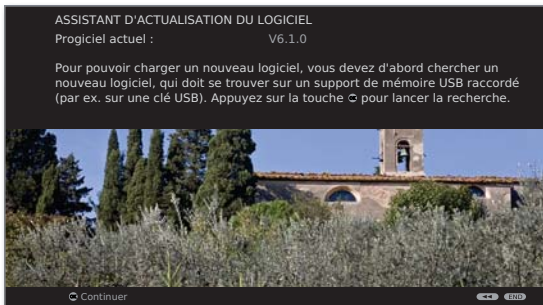 ASSISTANT D'ACTUALISATION DU LOGICIEL
Progiciel actuel : V6.1.0
Pour pouvoir charger un nouveau logiciel, vous devez d'abord chercher un
nouveau logiciel, qui doit se trouver sur un support de mémoire USB raccordé
(par ex. sur une clé USB). Appuyez sur la touche pour lancer la recherche.
Continuer END